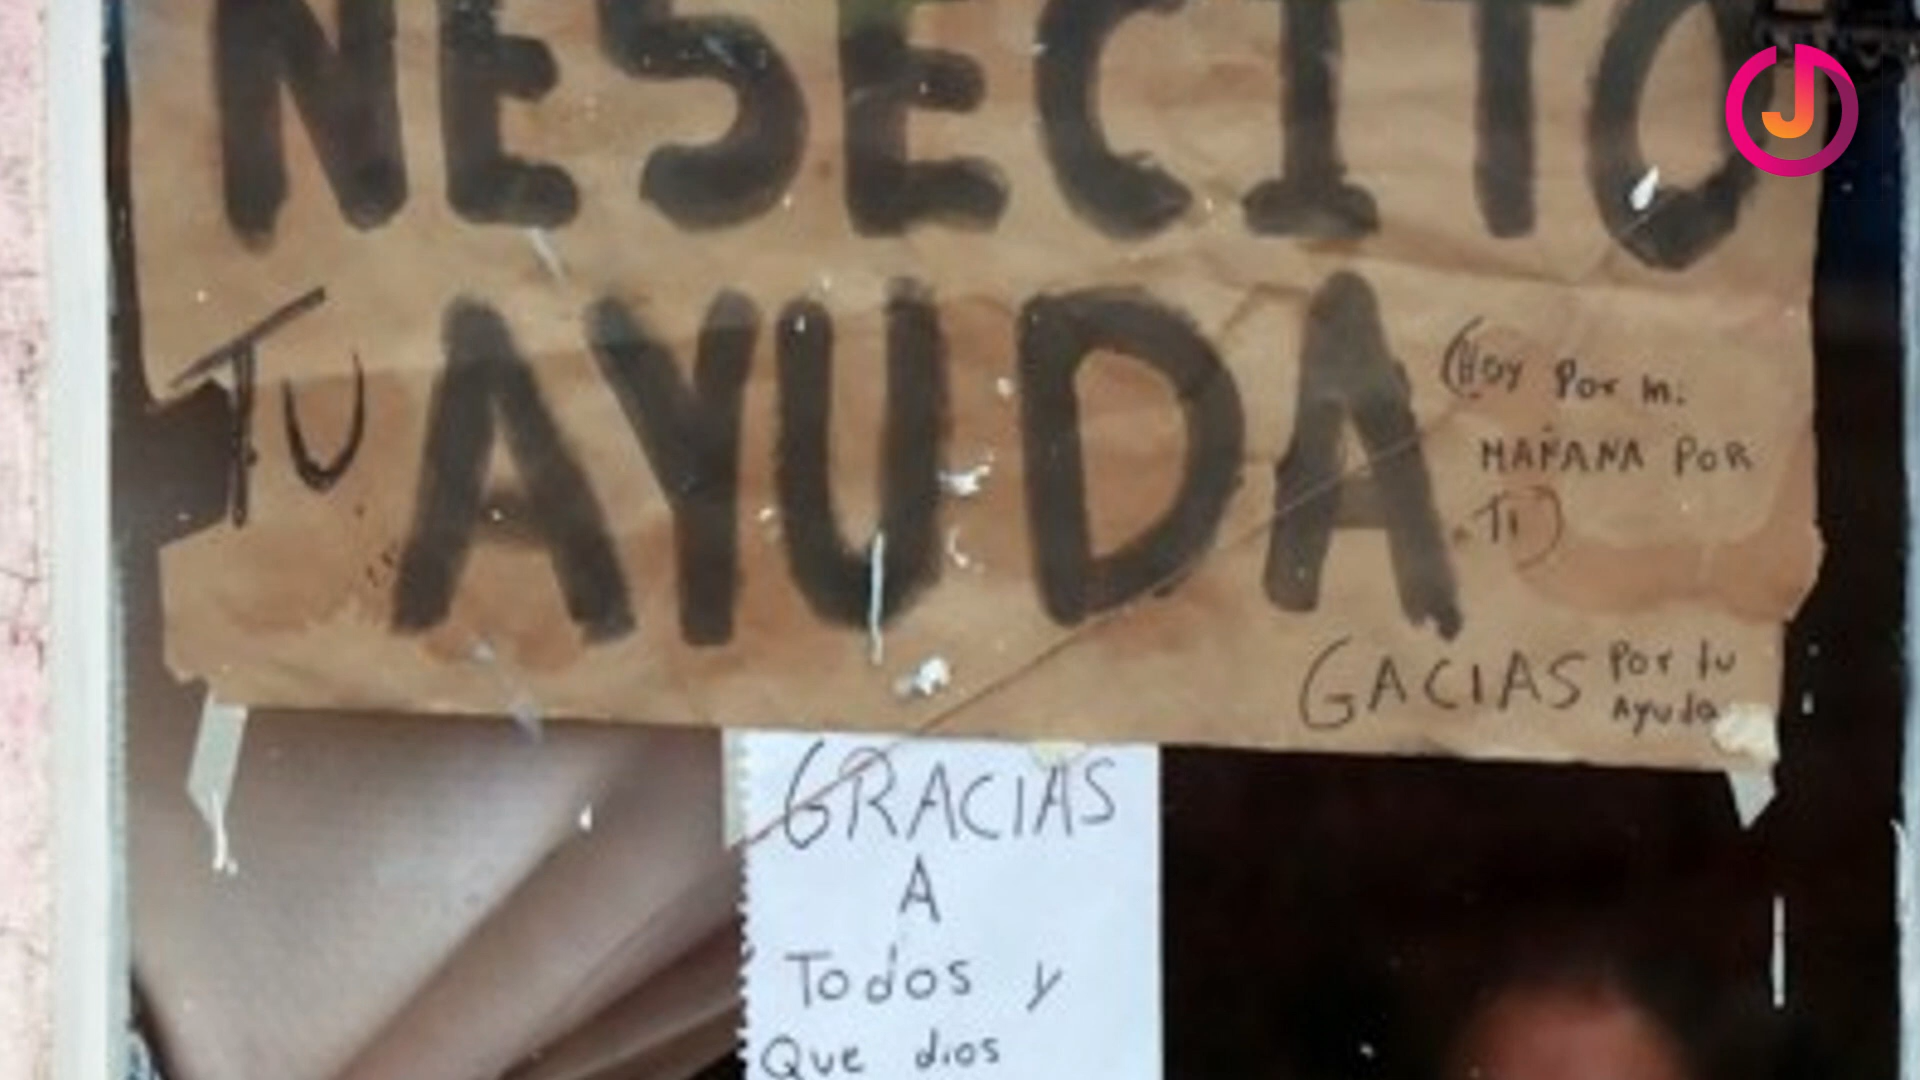 NESECITO
TU AYUDA
(Hoy Por mi
MAÑANA POR
Ti)
GACIAS Por tu
Ayuda
GRACIAS
A
Todos y
Que dios
J